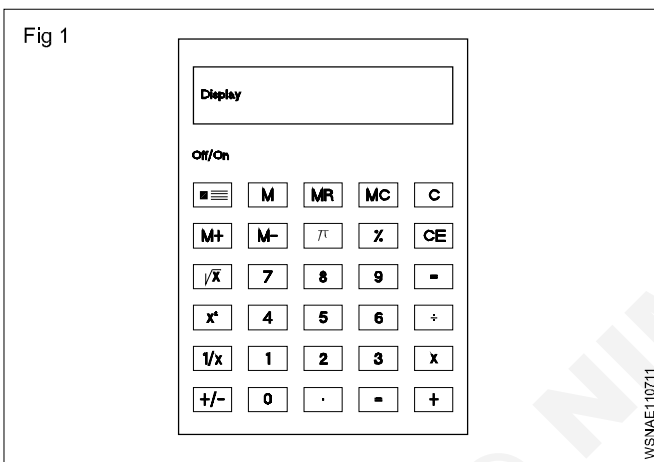 Fig 1
Display
Off/On
M MR MC C
M+ M- π % CE
√x 7 8 9 -
x² 4 5 6 ÷
1/x 1 2 3 x
+/- 0 . = +
WSNAE110711